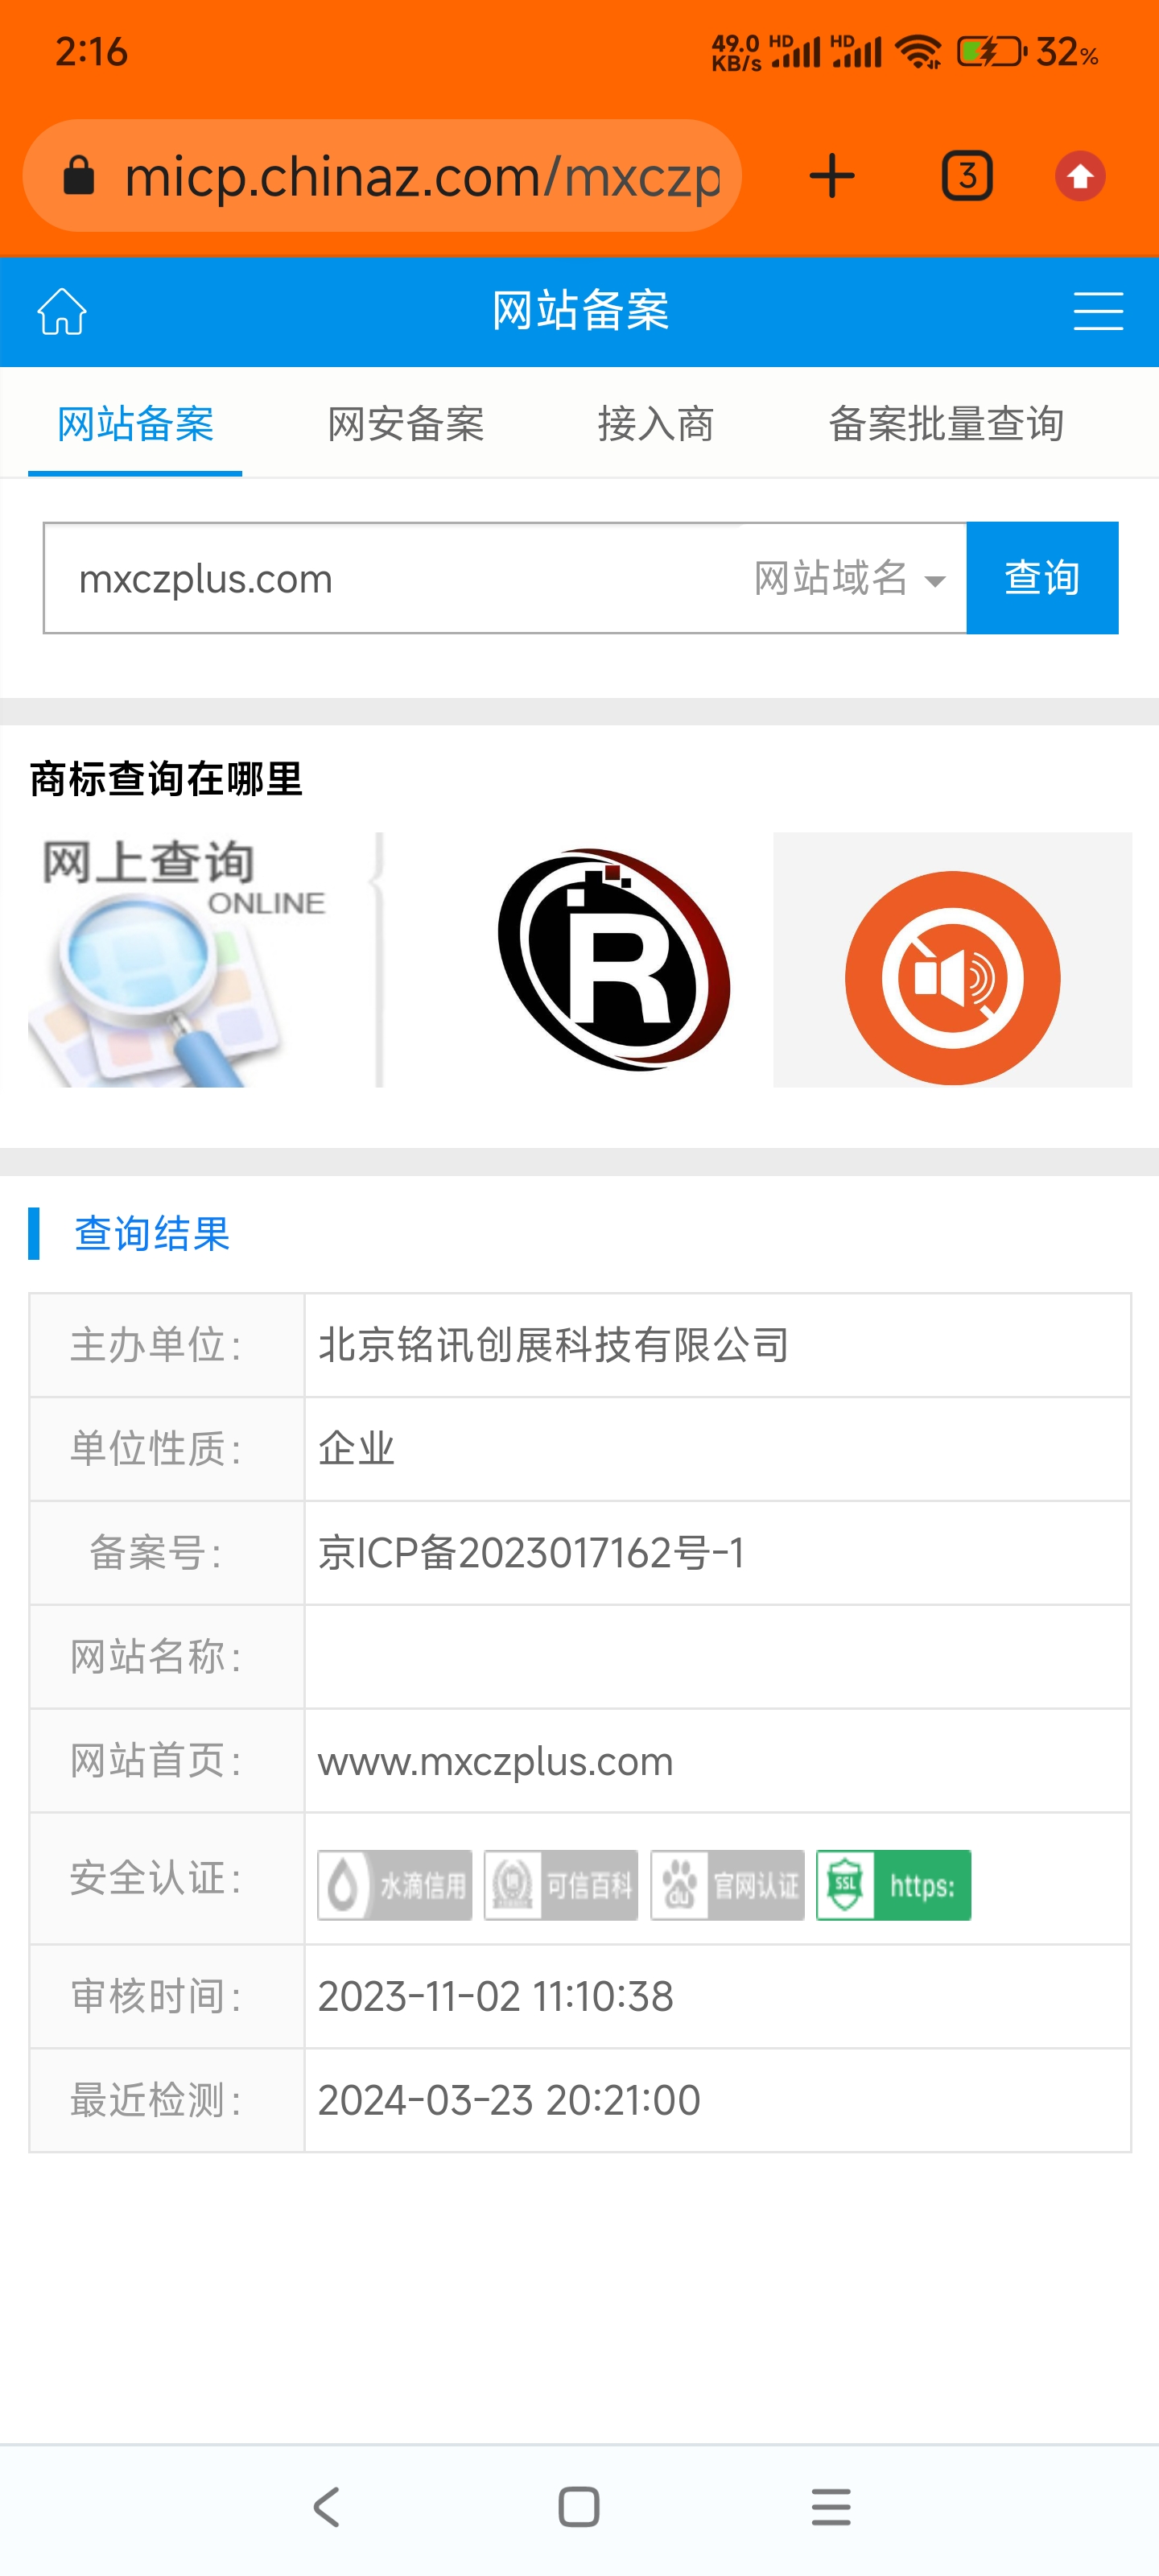 2:16
49.0 KB/s HD HD 32%
micp.chinaz.com/mxczp
3
网站备案
网站备案 网安备案 接入商 备案批量查询
mxczplus.com 网站域名 查询
商标查询在哪里
网上查询
ONLINE
R
查询结果
主办单位： 北京铭讯创展科技有限公司
单位性质： 企业
备案号： 京ICP备2023017162号-1
网站名称：
网站首页： www.mxczplus.com
安全认证： 水滴信用 可信百科 du 官网认证 SSL https:
审核时间： 2023-11-02 11:10:38
最近检测： 2024-03-23 20:21:00